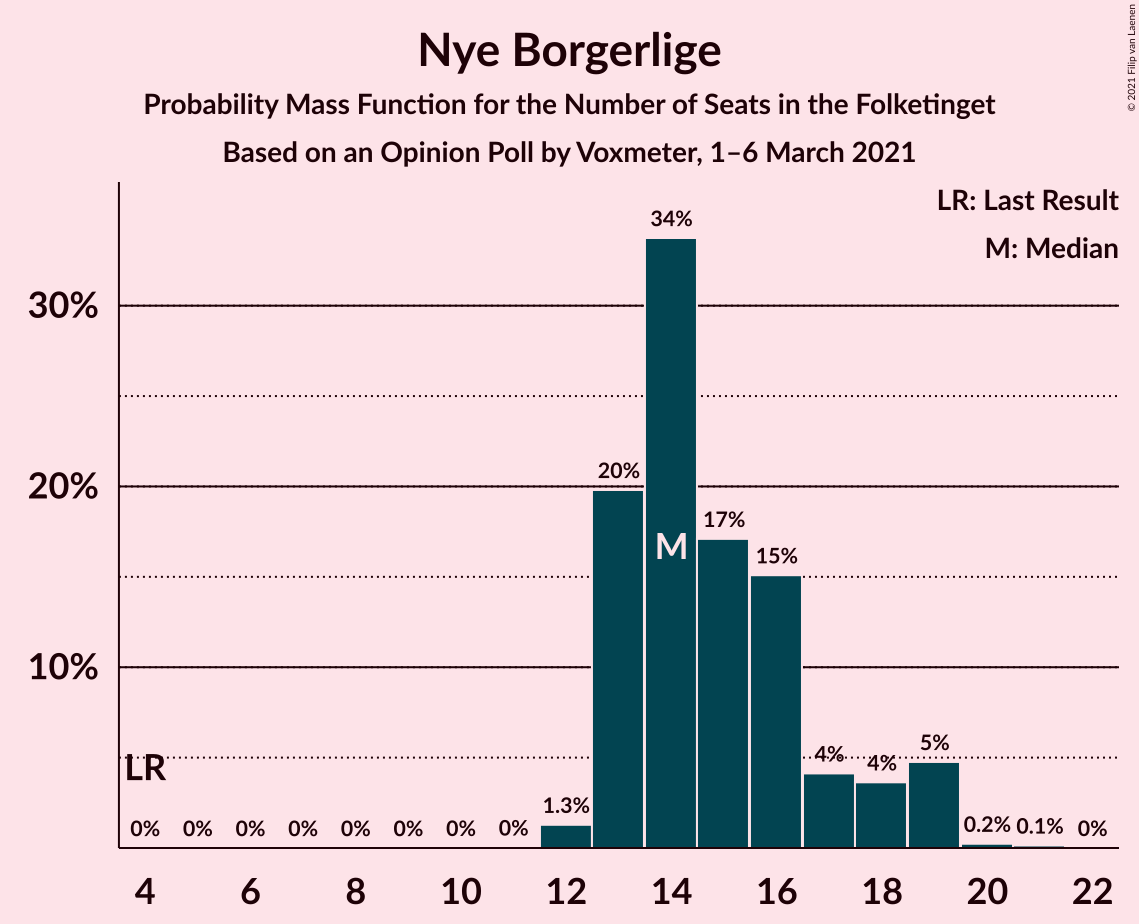 Nye Borgerlige
Probability Mass Function for the Number of Seats in the Folketinget
Based on an Opinion Poll by Voxmeter, 1–6 March 2021
© 2021 Filip van Laenen
LR: Last Result
M: Median
34%
30%
20%
20%
17%
M
15%
10%
5%
4%
4%
LR
1.3%
0% 0% 0% 0% 0% 0% 0% 0% 0.2% 0.1% 0%
4 6 8 10 12 14 16 18 20 22